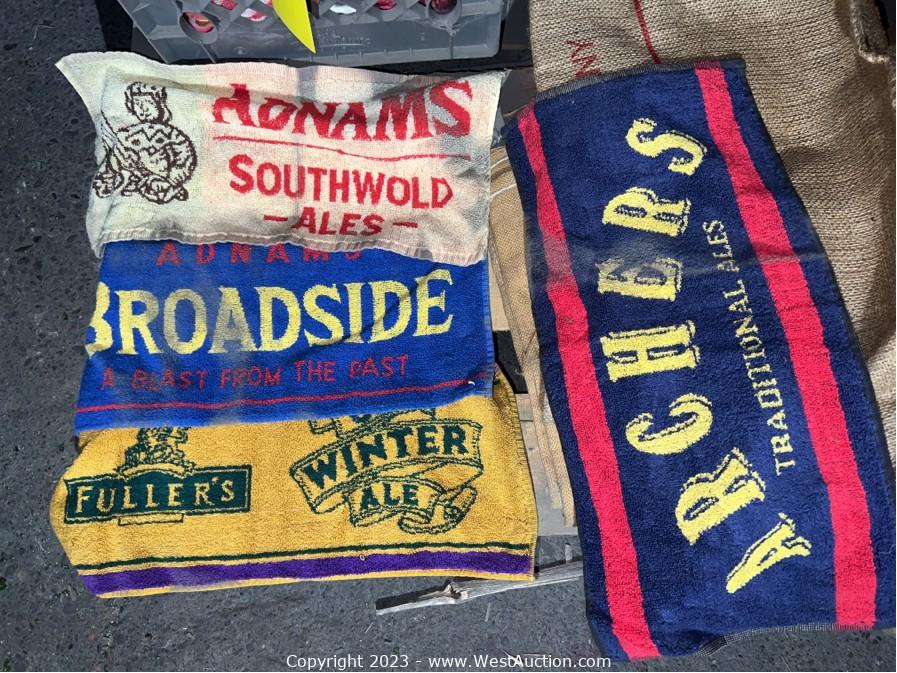 ADNAMS
SOUTHWOLD
- ALES -
ADNAMS
BROADSIDE
A BLAST FROM THE PAST
FULLER'S
WINTER
ALE
ARCHERS
TRADITIONAL ALES
Copyright 2023 - www.WestAuction.com